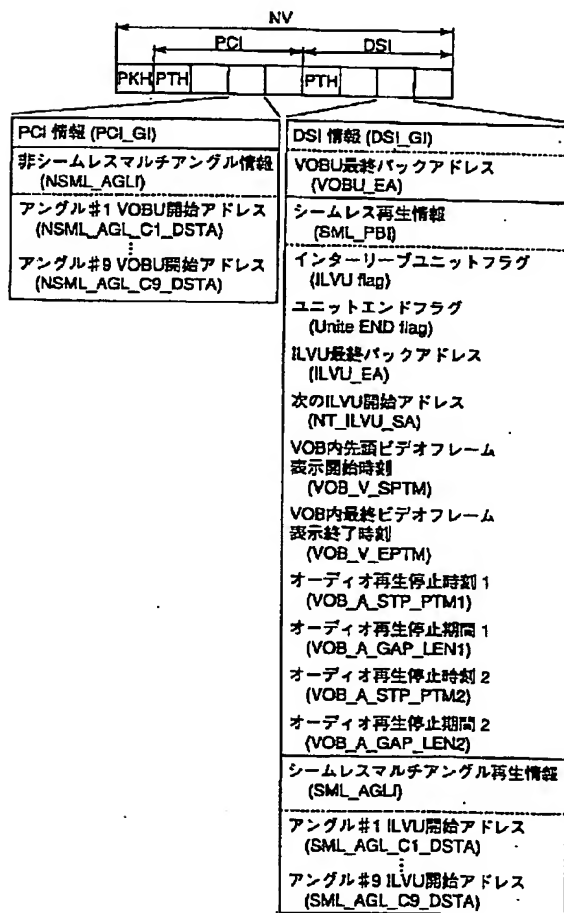 NV
PCI
DSI
PKH PTH PTH
PCI 情報 (PCI_GI)
非シームレスマルチアングル情報
(NSML_AGLI)
アングル#1 VOBU開始アドレス
(NSML_AGL_C1_DSTA)
⋮
アングル#9 VOBU開始アドレス
(NSML_AGL_C9_DSTA)
DSI 情報 (DSI_GI)
VOBU最終パックアドレス
(VOBU_EA)
シームレス再生情報
(SML_PBI)
インターリーブユニットフラグ
(ILVU flag)
ユニットエンドフラグ
(Unite END flag)
ILVU最終パックアドレス
(ILVU_EA)
次のILVU開始アドレス
(NT_ILVU_SA)
VOB内先頭ビデオフレーム
表示開始時刻
(VOB_V_SPTM)
VOB内最終ビデオフレーム
表示終了時刻
(VOB_V_EPTM)
オーディオ再生停止時刻 1
(VOB_A_STP_PTM1)
オーディオ再生停止期間 1
(VOB_A_GAP_LEN1)
オーディオ再生停止時刻 2
(VOB_A_STP_PTM2)
オーディオ再生停止期間 2
(VOB_A_GAP_LEN2)
シームレスマルチアングル再生情報
(SML_AGLI)
アングル#1 ILVU開始アドレス
(SML_AGL_C1_DSTA)
⋮
アングル#9 ILVU開始アドレス
(SML_AGL_C9_DSTA)